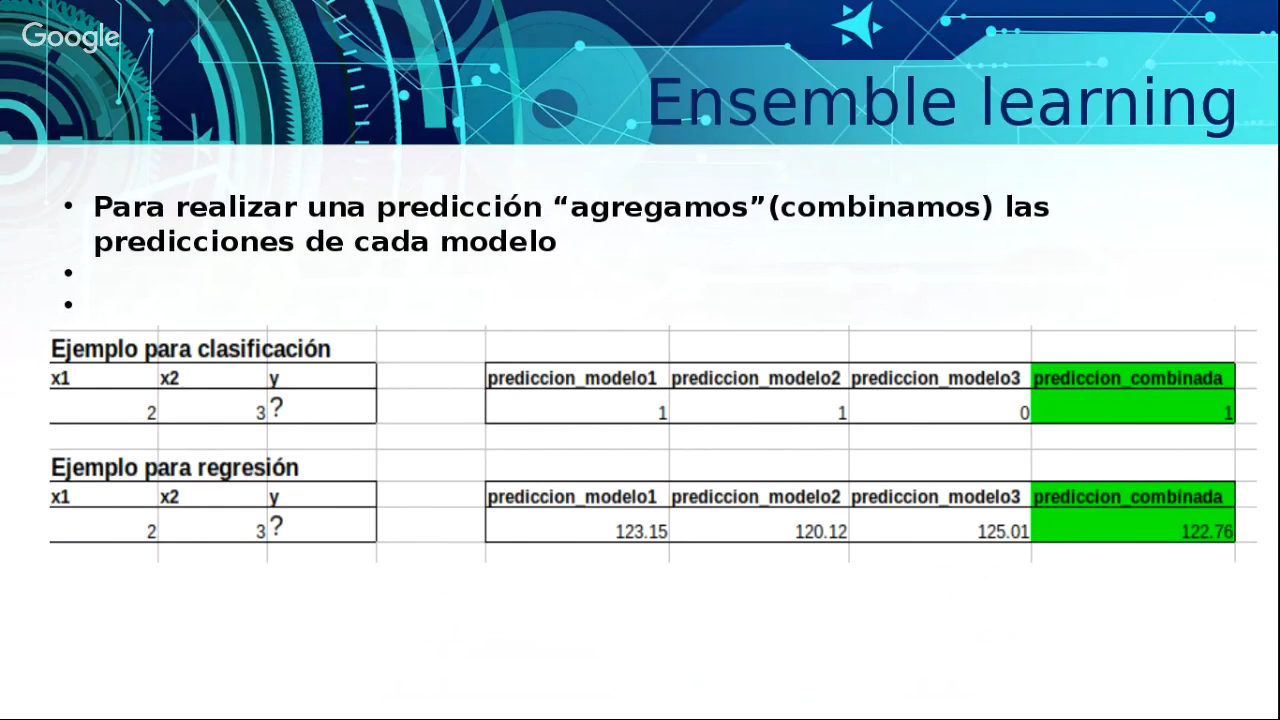 Google
Ensemble learning
• Para realizar una predicción “agregamos”(combinamos) las
predicciones de cada modelo
•
•
Ejemplo para clasificación
x1 x2 y prediccion_modelo1 prediccion_modelo2 prediccion_modelo3 prediccion_combinada
2 3 ? 1 1 0 1
Ejemplo para regresión
x1 x2 y prediccion_modelo1 prediccion_modelo2 prediccion_modelo3 prediccion_combinada
2 3 ? 123.15 120.12 125.01 122.76